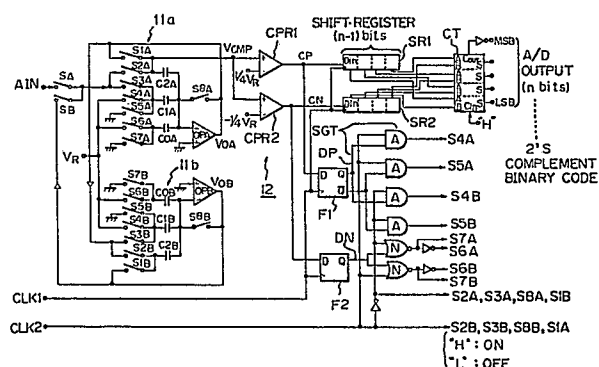 11a
SHIFT-REGISTER
(n-1) bits
SR1
CT
MSB
A/D
OUTPUT
(n bits)
LSB
2'S
COMPLEMENT
BINARY CODE
AIN
SA
SB
S1A
S2A
S3A
S4A
S5A
S6A
S7A
C2A
C1A
C0A
S8A
OPA
VOA
VCMP
CPR1
1/4VR
CP
Din
-1/4VR
CPR2
CN
Din
SR2
Cout
S
S
S
Cin
"H"
VR
11b
12
S7B
S6B
S5B
S4B
S3B
S2B
S1B
C0B
C1B
C2B
S8B
OPB
VOB
SGT
DP
A
S4A
A
S5A
A
S4B
A
S5B
D Q
F1
DN
D Q
F2
N
S7A
S6A
N
S6B
S7B
CLK1
S2A, S3A, S8A, S1B
CLK2
S2B, S3B, S8B, S1A
"H" : ON
"L" : OFF